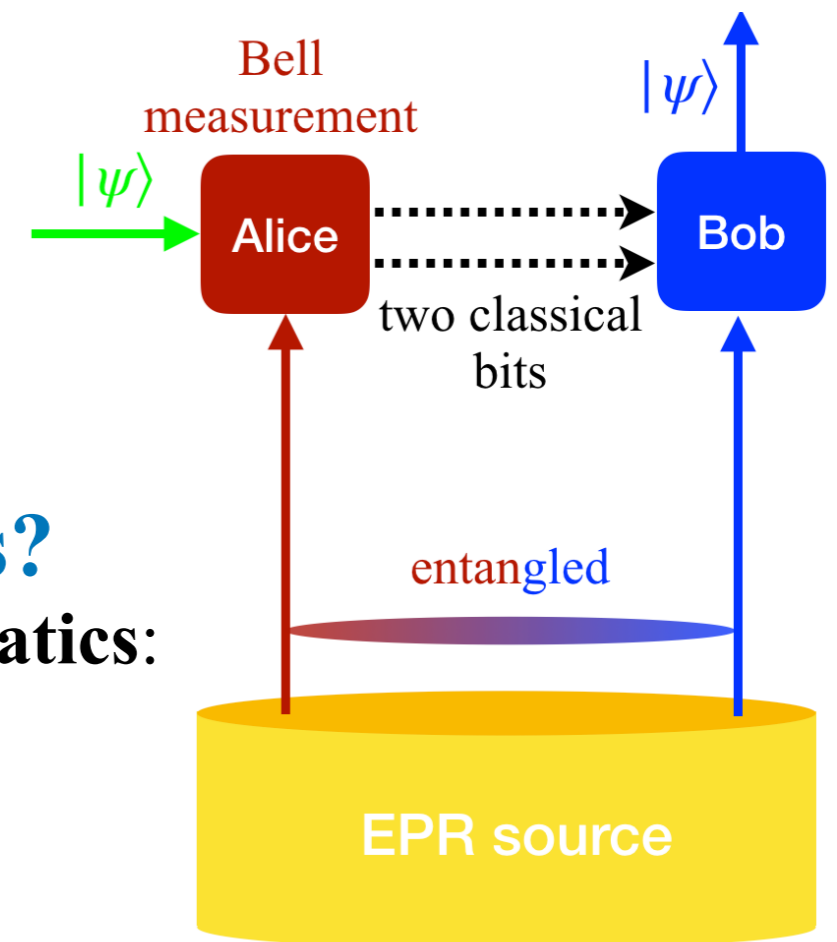 Bell
measurement
|ψ⟩
|ψ⟩
Alice
Bob
two classical
bits
s?
entangled
atics:
EPR source